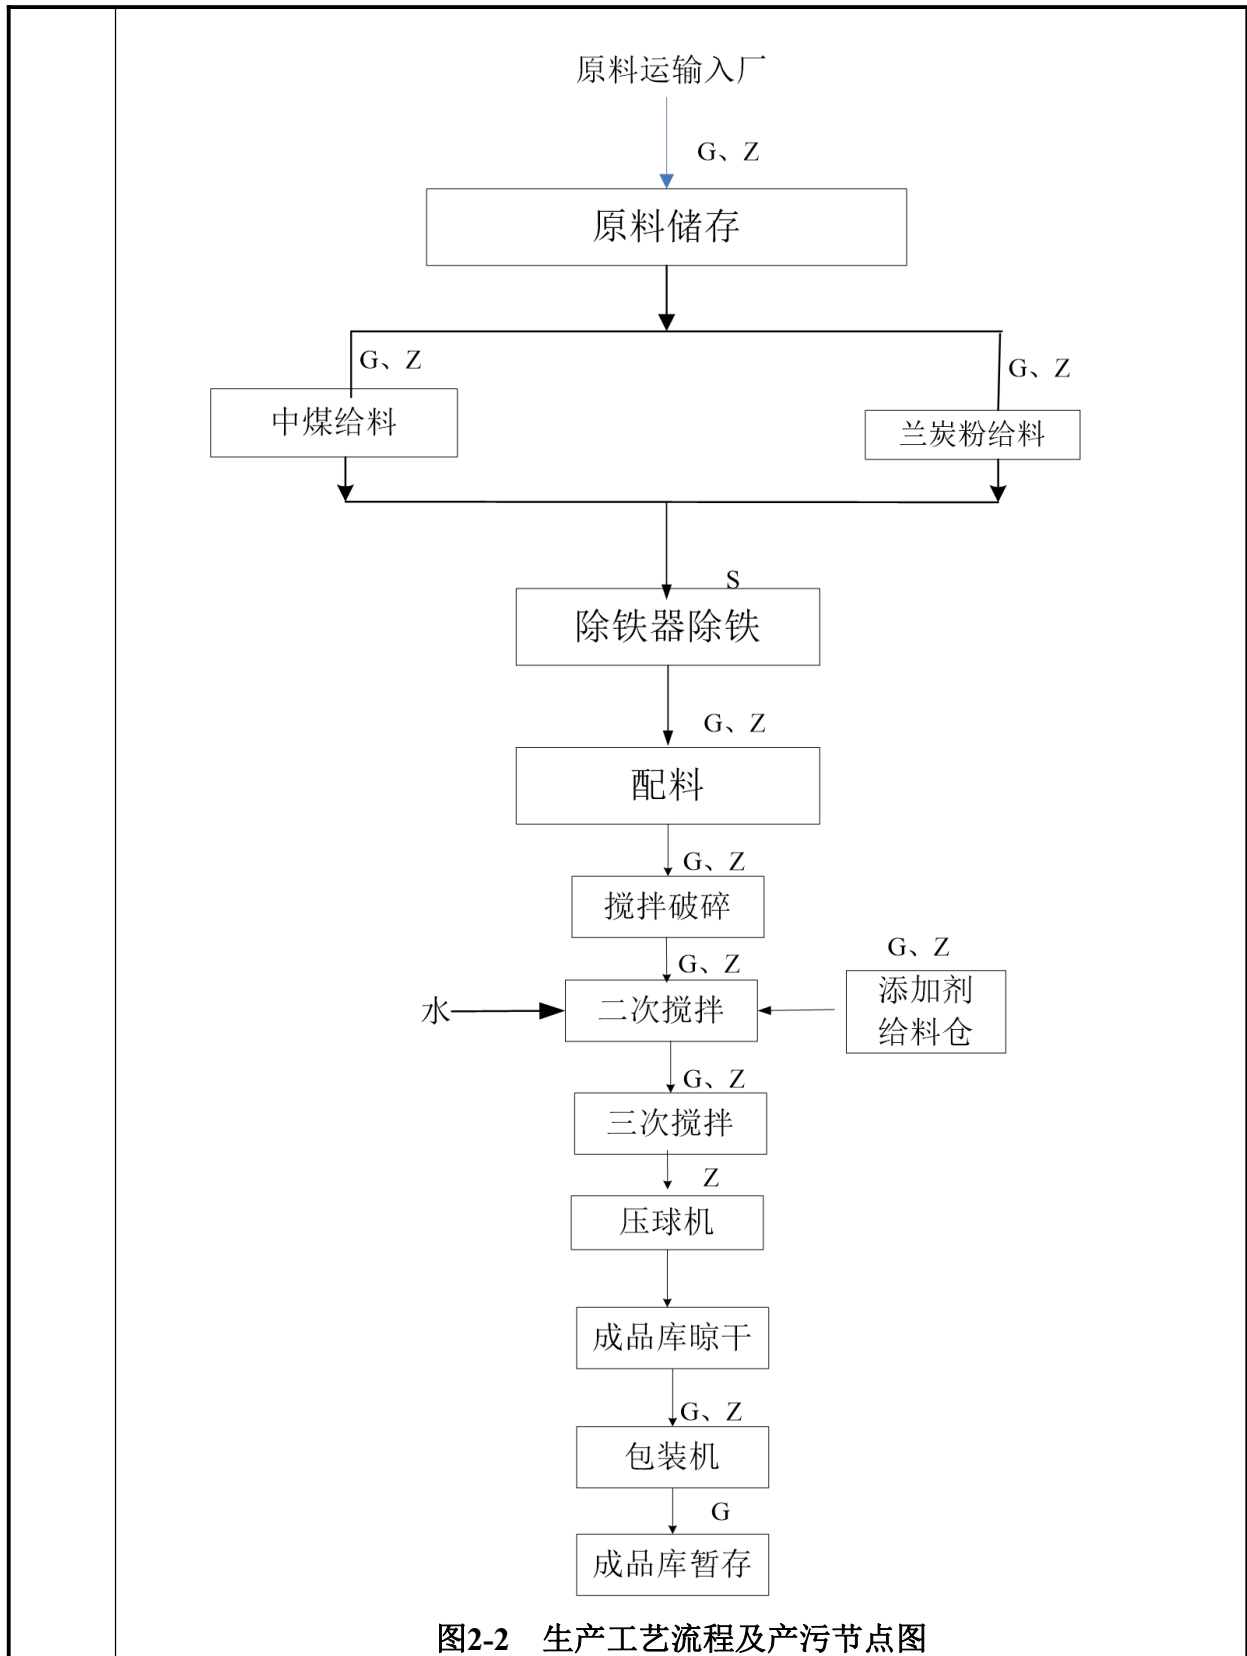 原料运输入厂
G、Z
原料储存
G、Z
G、Z
中煤给料
兰炭粉给料
S
除铁器除铁
G、Z
配料
G、Z
搅拌破碎
G、Z
G、Z
水
二次搅拌
添加剂
给料仓
G、Z
三次搅拌
Z
压球机
成品库晾干
G、Z
包装机
G
成品库暂存
图2-2 生产工艺流程及产污节点图